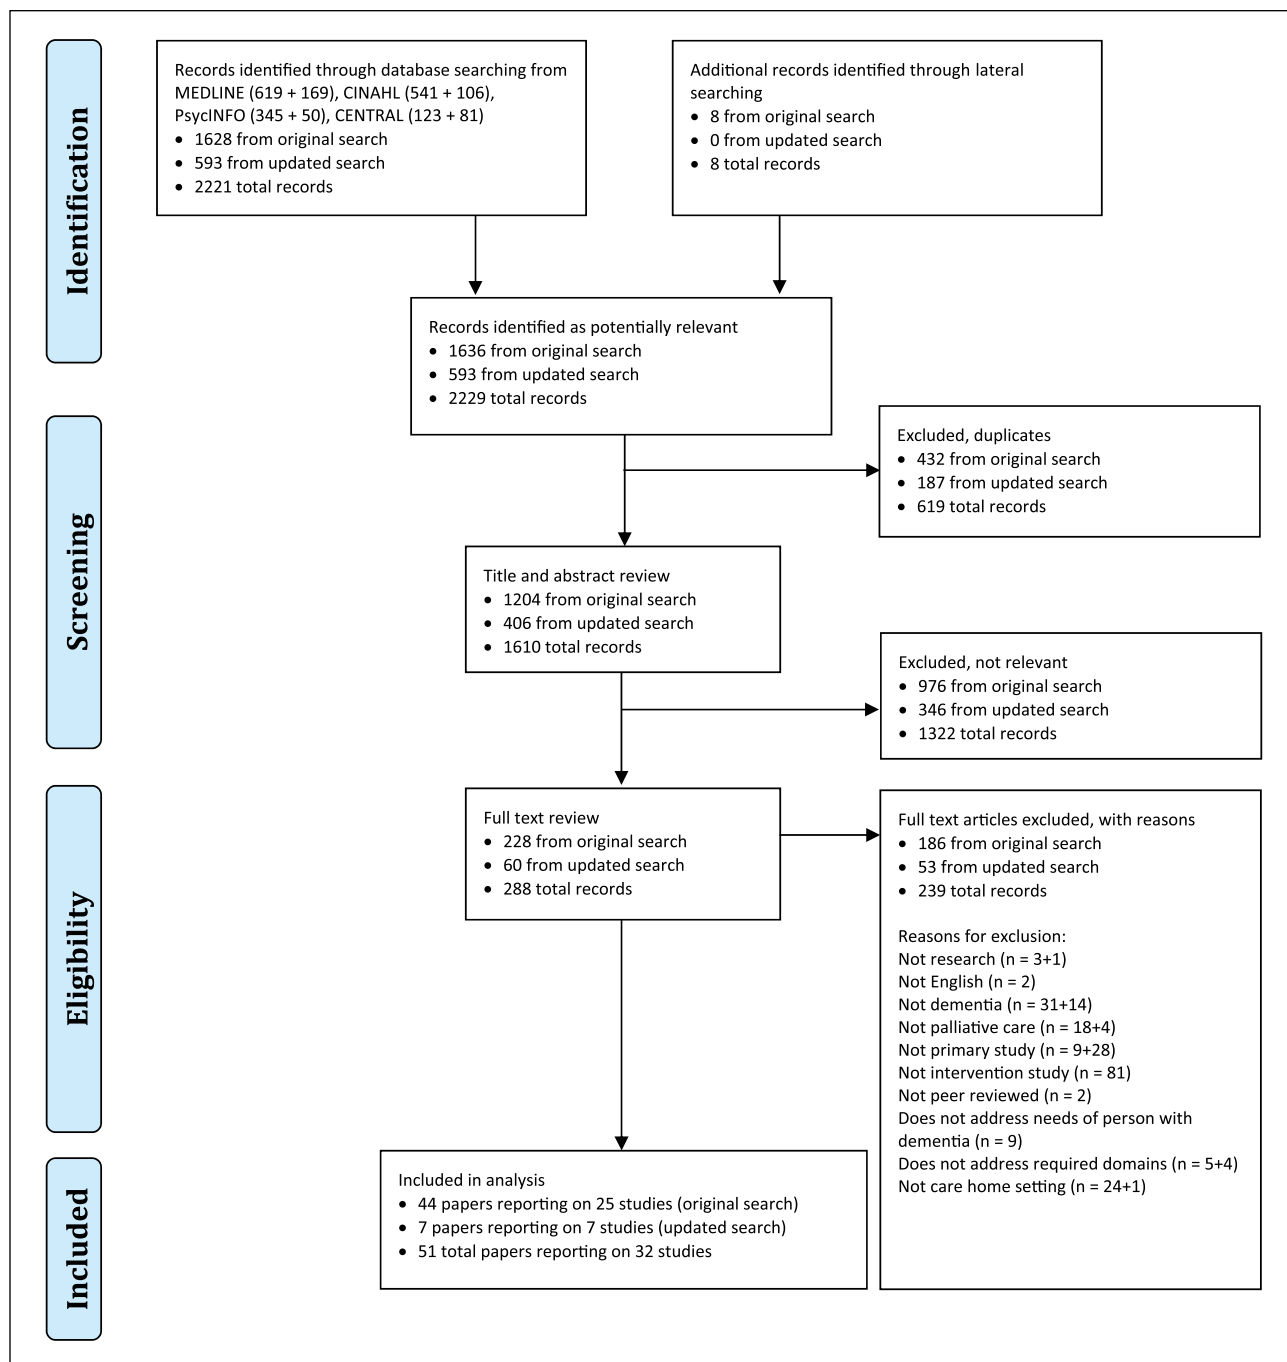 Identification
Records identified through database searching from
MEDLINE (619 + 169), CINAHL (541 + 106),
PsycINFO (345 + 50), CENTRAL (123 + 81)
• 1628 from original search
• 593 from updated search
• 2221 total records
Additional records identified through lateral
searching
• 8 from original search
• 0 from updated search
• 8 total records
Records identified as potentially relevant
• 1636 from original search
• 593 from updated search
• 2229 total records
Screening
Excluded, duplicates
• 432 from original search
• 187 from updated search
• 619 total records
Title and abstract review
• 1204 from original search
• 406 from updated search
• 1610 total records
Excluded, not relevant
• 976 from original search
• 346 from updated search
• 1322 total records
Eligibility
Full text review
• 228 from original search
• 60 from updated search
• 288 total records
Full text articles excluded, with reasons
• 186 from original search
• 53 from updated search
• 239 total records
Reasons for exclusion:
Not research (n = 3+1)
Not English (n = 2)
Not dementia (n = 31+14)
Not palliative care (n = 18+4)
Not primary study (n = 9+28)
Not intervention study (n = 81)
Not peer reviewed (n = 2)
Does not address needs of person with
dementia (n = 9)
Does not address required domains (n = 5+4)
Not care home setting (n = 24+1)
Included
Included in analysis
• 44 papers reporting on 25 studies (original search)
• 7 papers reporting on 7 studies (updated search)
• 51 total papers reporting on 32 studies